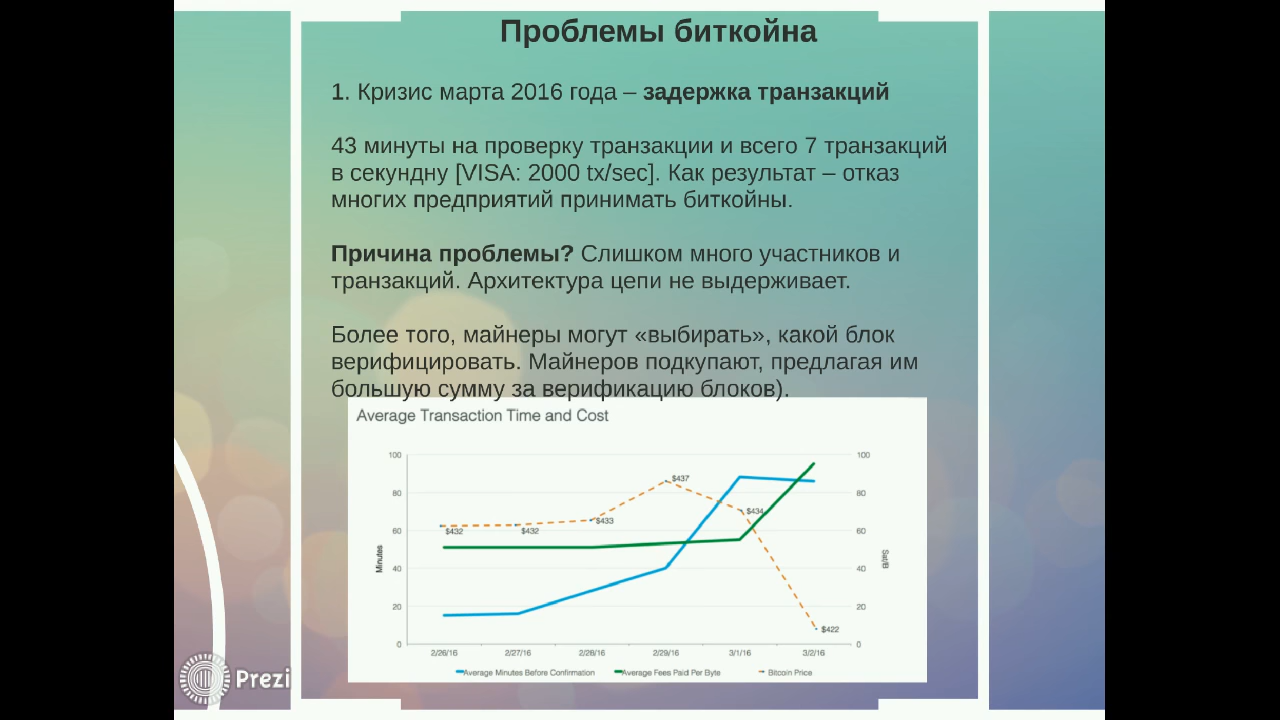 Проблемы биткойна
1. Кризис марта 2016 года – задержка транзакций
43 минуты на проверку транзакции и всего 7 транзакций
в секундну [VISA: 2000 tx/sec]. Как результат – отказ
многих предприятий принимать биткойны.
Причина проблемы? Слишком много участников и
транзакций. Архитектура цепи не выдерживает.
Более того, майнеры могут «выбирать», какой блок
верифицировать. Майнеров подкупают, предлагая им
большую сумму за верификацию блоков).
Average Transaction Time and Cost
100 100
$437
80 80
$432 $432 $433 $434
60 60
Minutes Sat/B
40 40
20 20
$422
0 0
2/26/16 2/27/16 2/28/16 2/29/16 3/1/16 3/2/16
Average Minutes Before Confirmation Average Fees Paid Per Byte Bitcoin Price
Prezi